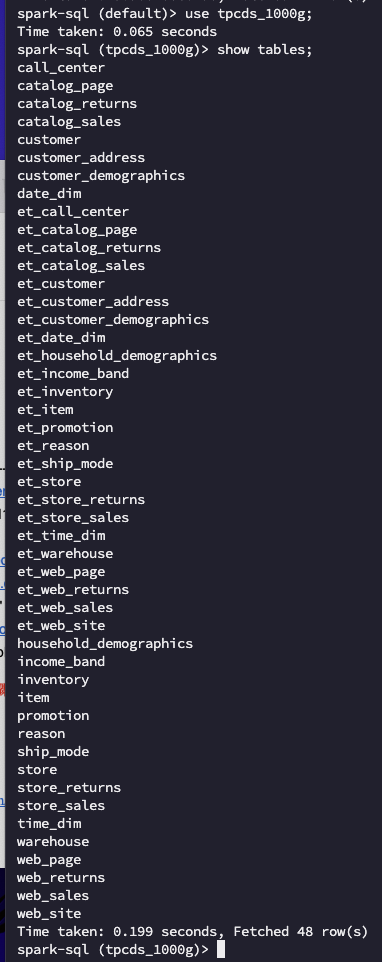 spark-sql (default)> use tpcds_1000g;
Time taken: 0.065 seconds
spark-sql (tpcds_1000g)> show tables;
call_center
catalog_page
catalog_returns
catalog_sales
customer
customer_address
customer_demographics
date_dim
et_call_center
et_catalog_page
et_catalog_returns
et_catalog_sales
et_customer
et_customer_address
et_customer_demographics
et_date_dim
et_household_demographics
et_income_band
et_inventory
et_item
et_promotion
et_reason
et_ship_mode
et_store
et_store_returns
et_store_sales
et_time_dim
et_warehouse
et_web_page
et_web_returns
et_web_sales
et_web_site
household_demographics
income_band
inventory
item
promotion
reason
ship_mode
store
store_returns
store_sales
time_dim
warehouse
web_page
web_returns
web_sales
web_site
Time taken: 0.199 seconds, Fetched 48 row(s)
spark-sql (tpcds_1000g)>